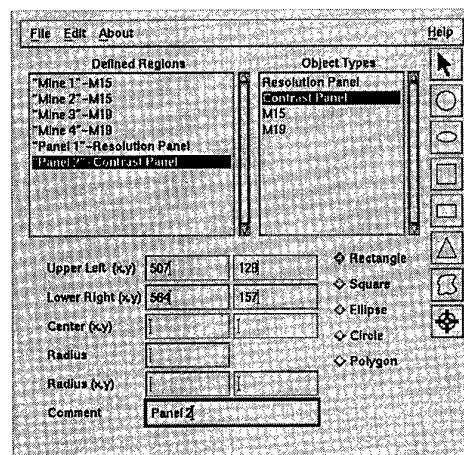 File Edit About Help
Defined Regions
"Mine 1"-M15
"Mine 2"-M15
"Mine 3"-M19
"Mine 4"-M19
"Panel 1"-Resolution Panel
"Panel 2"-Contrast Panel
Object Types
Resolution Panel
Contrast Panel
M15
M19
Upper Left (x,y) 507 128
Lower Right (x,y) 564 157
Center (x,y)
Radius
Radius (x,y)
Comment Panel 2
Rectangle
Square
Ellipse
Circle
Polygon